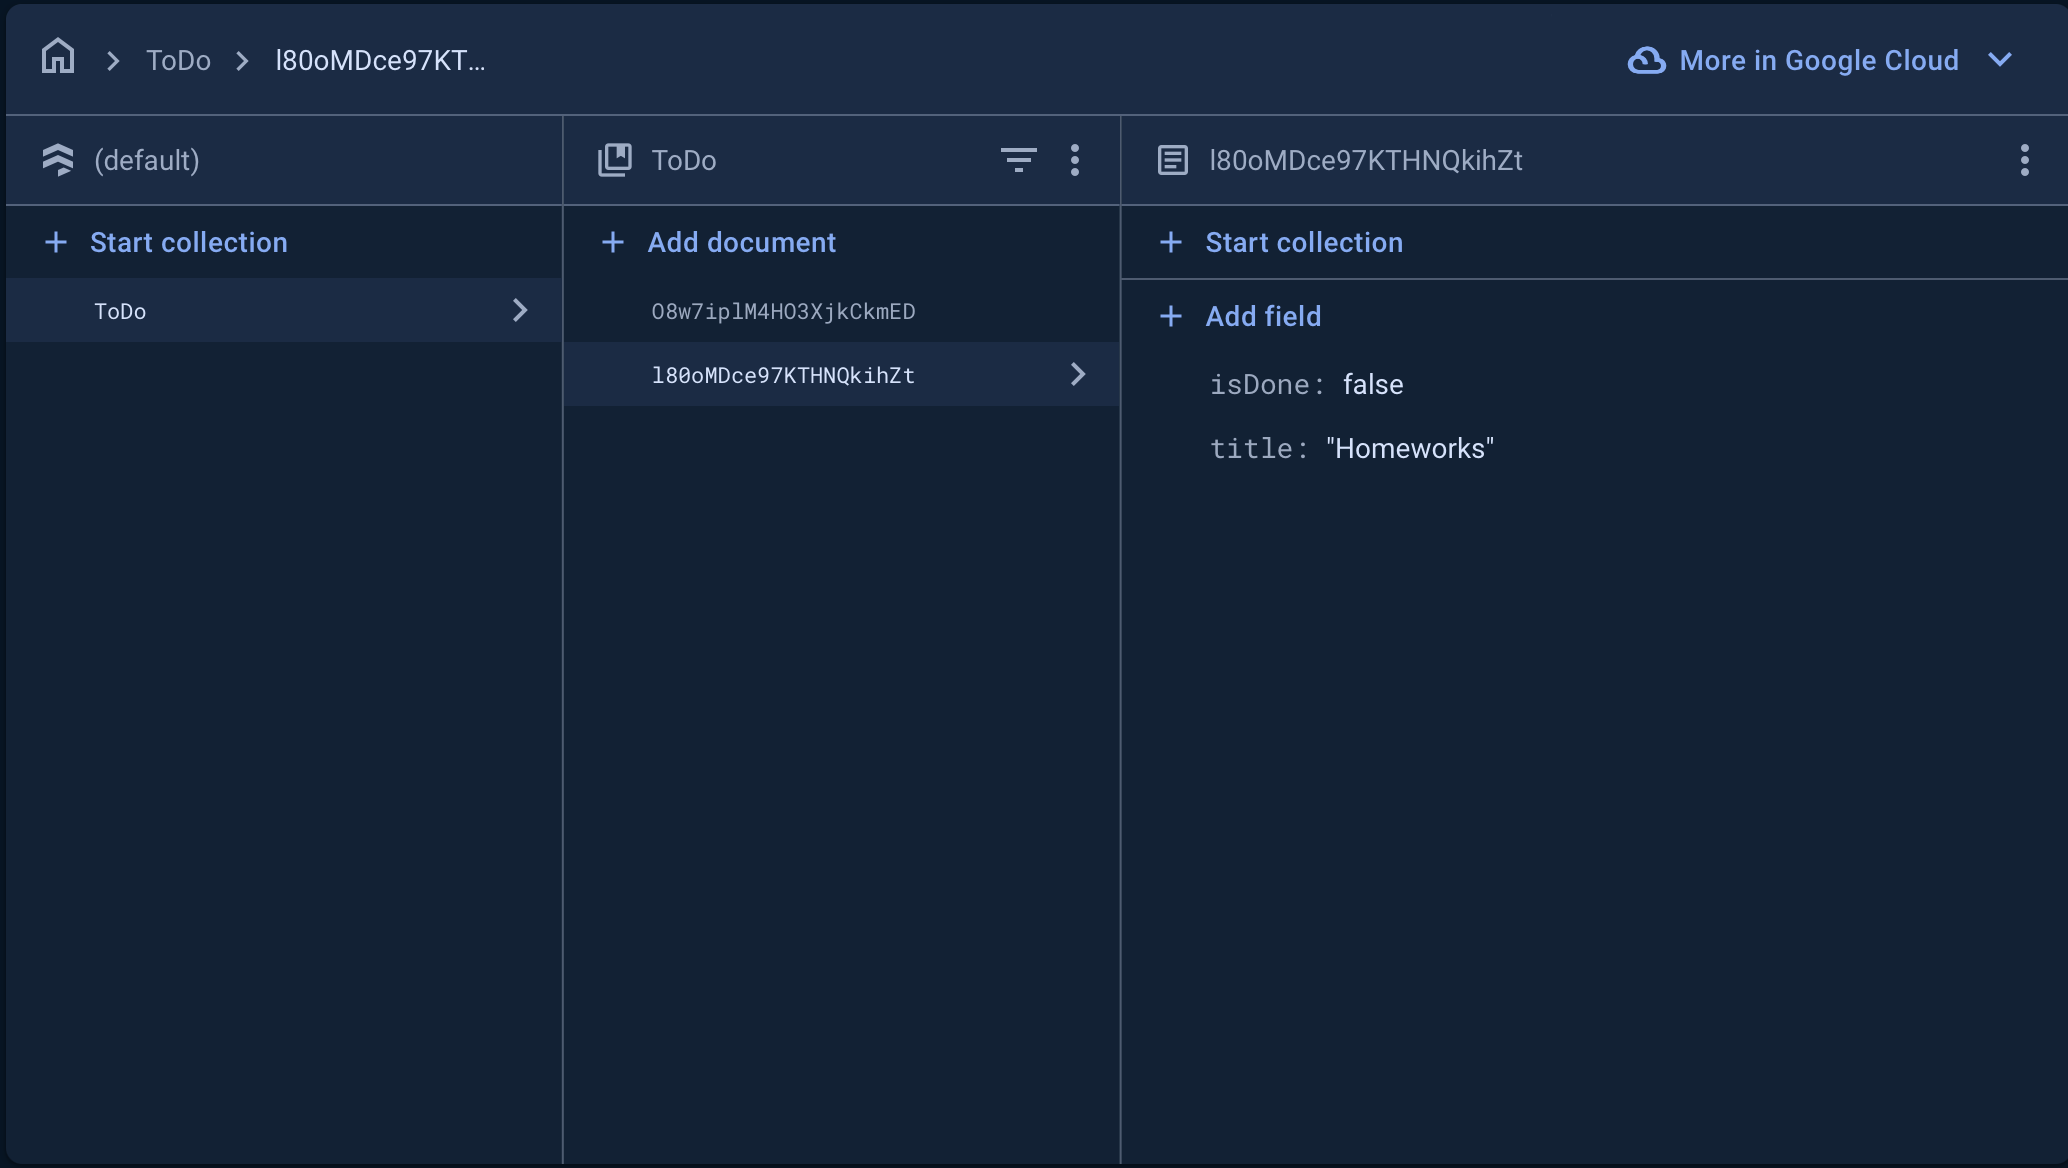 ToDo l80oMDce97KT...
More in Google Cloud
(default)
ToDo
l80oMDce97KTHNQkihZt
Start collection
ToDo
Add document
O8w7iplM4HO3XjkCkmED
l80oMDce97KTHNQkihZt
Start collection
Add field
isDone: false
title: "Homeworks"